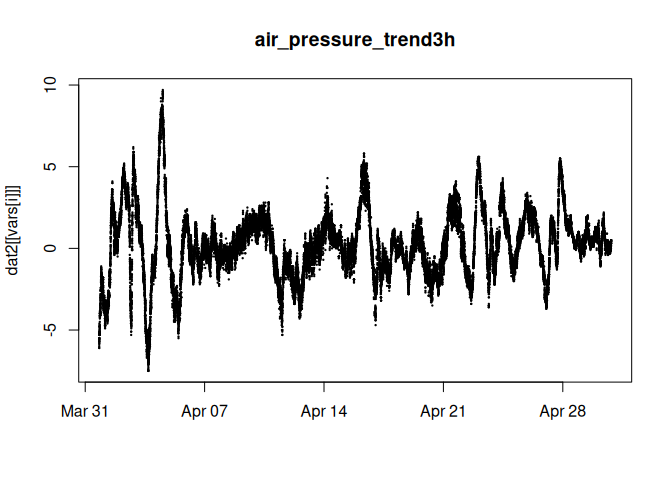 air_pressure_trend3h
dat2[[vars[i]]]
10
5
0
-5
Mar 31
Apr 07
Apr 14
Apr 21
Apr 28